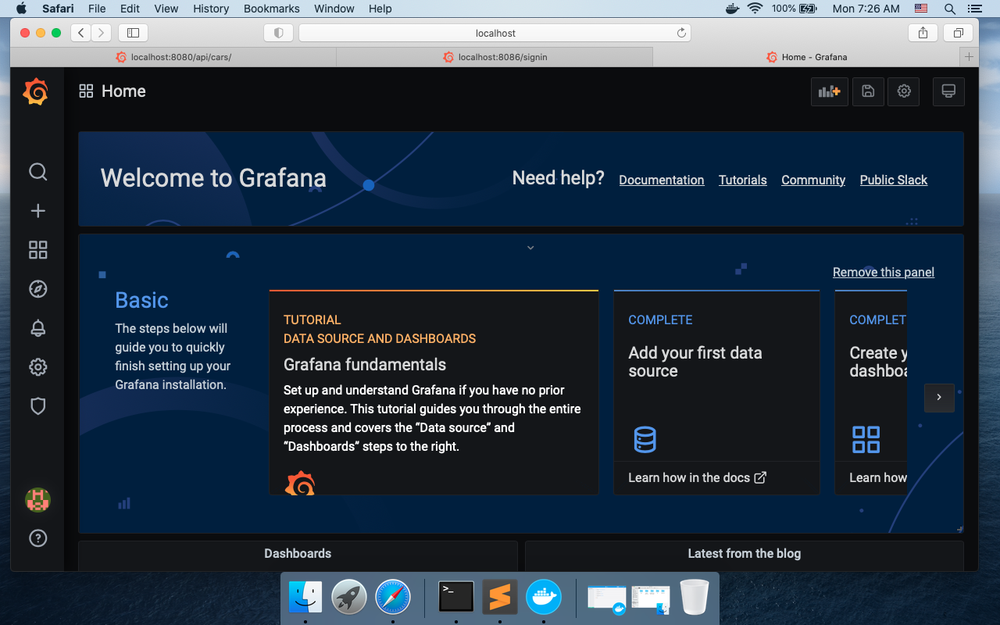 Safari File Edit View History Bookmarks Window Help 100% Mon 7:26 AM
localhost
localhost:8080/api/cars/ localhost:8086/signin Home - Grafana
Home
Welcome to Grafana
Need help? Documentation Tutorials Community Public Slack
Remove this panel
Basic
The steps below will
guide you to quickly
finish setting up your
Grafana installation.
TUTORIAL
DATA SOURCE AND DASHBOARDS
Grafana fundamentals
Set up and understand Grafana if you have no prior
experience. This tutorial guides you through the entire
process and covers the “Data source” and
“Dashboards” steps to the right.
COMPLETE
Add your first data
source
Learn how in the docs
COMPLET
Create y
dashboa
Learn how
Dashboards
Latest from the blog